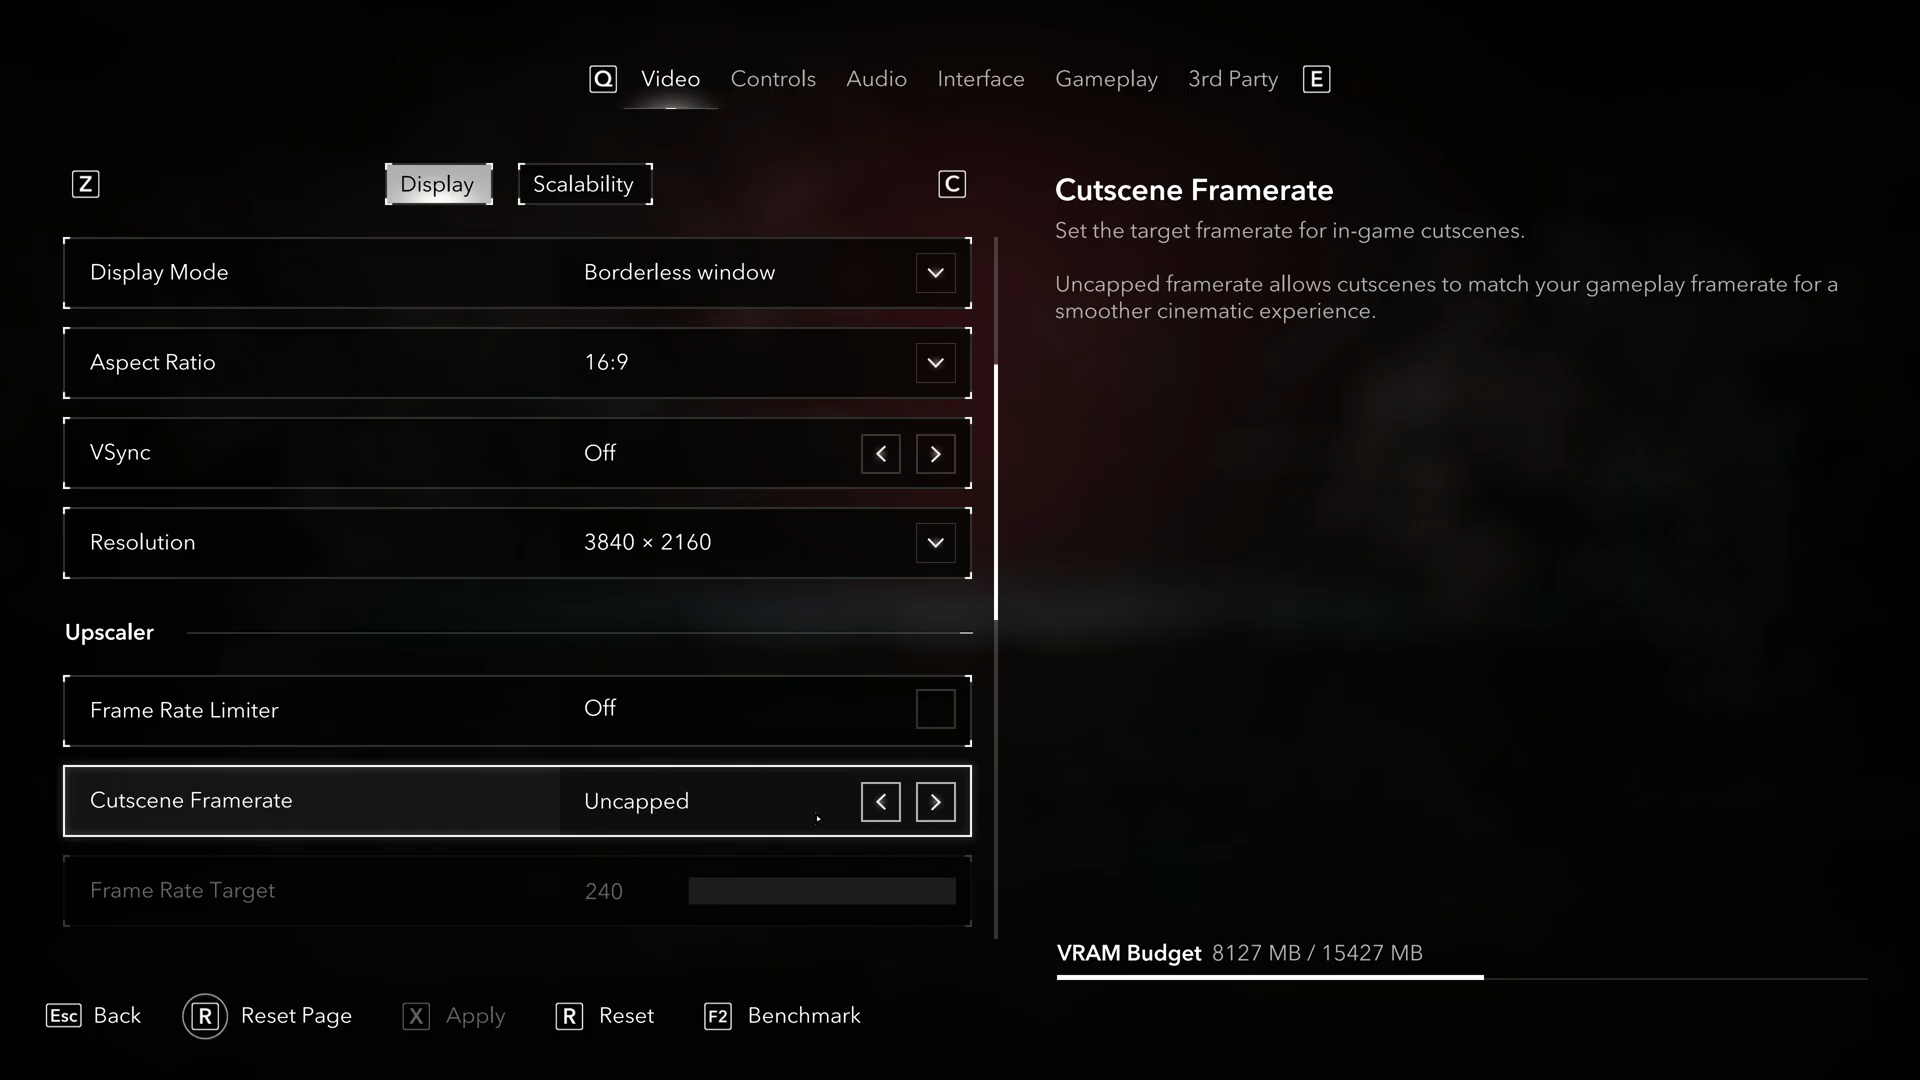 Q Video Controls Audio Interface Gameplay 3rd Party E
Z Display Scalability C
Display Mode Borderless window
Aspect Ratio 16:9
VSync Off
Resolution 3840 × 2160
Upscaler
Frame Rate Limiter Off
Cutscene Framerate Uncapped
Frame Rate Target 240
Cutscene Framerate
Set the target framerate for in-game cutscenes.
Uncapped framerate allows cutscenes to match your gameplay framerate for a
smoother cinematic experience.
VRAM Budget 8127 MB / 15427 MB
Esc Back R Reset Page X Apply R Reset F2 Benchmark